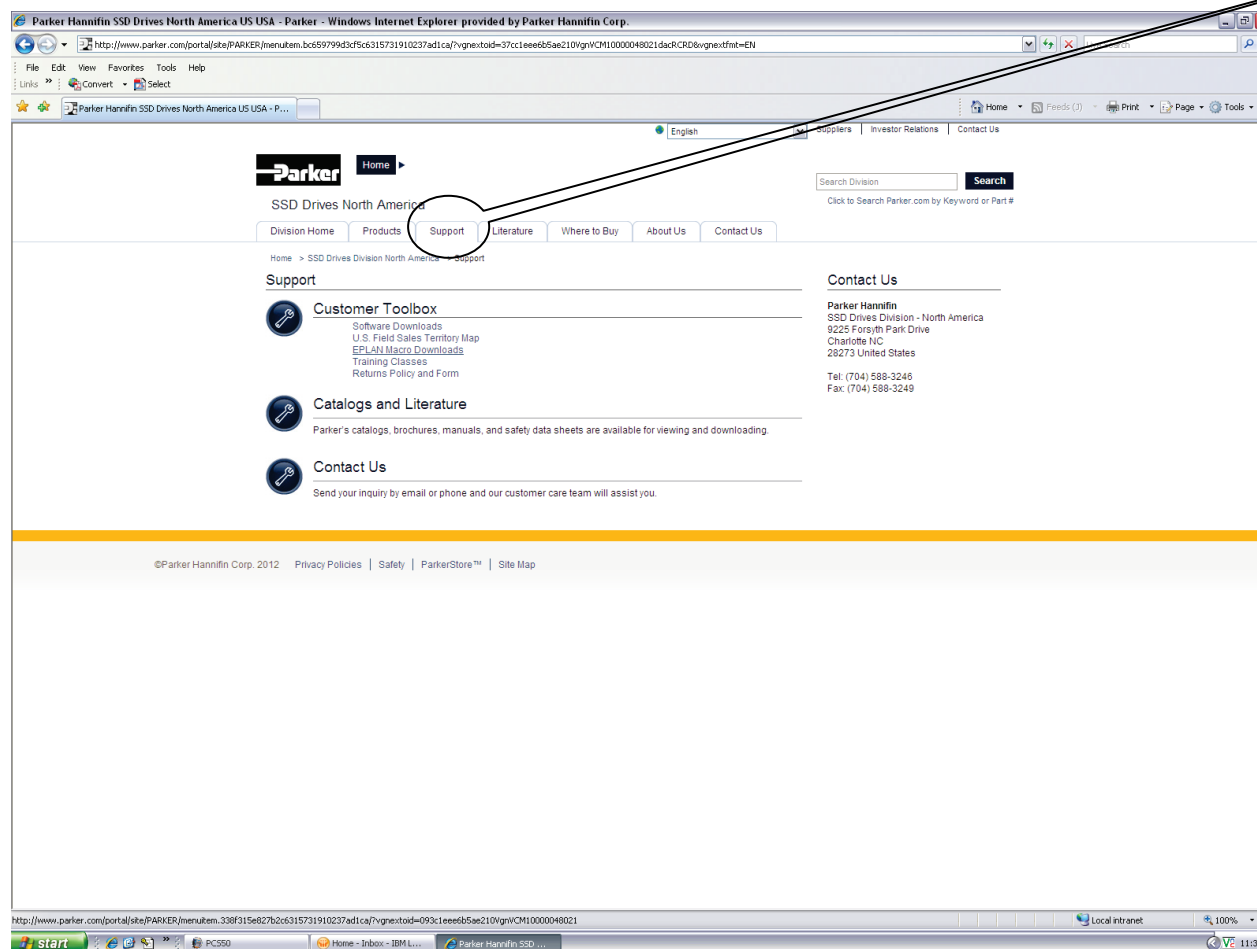 Parker Hannifin SSD Drives North America US USA - Parker - Windows Internet Explorer provided by Parker Hannifin Corp.
http://www.parker.com/portal/site/PARKER/menuitem.bc659799d3cf5c6315731910237ad1ca/?vgnextoid=37cc1eee6b5ae210VgnVCM10000048021dacRCRD&vgnextfmt=EN
File Edit View Favorites Tools Help
Links » Convert Select
Parker Hannifin SSD Drives North America US USA - P... Home Feeds (J) Print Page Tools
English Suppliers | Investor Relations | Contact Us
Parker Home
Search Division Search
SSD Drives North America Click to Search Parker.com by Keyword or Part #
Division Home Products Support Literature Where to Buy About Us Contact Us
Home > SSD Drives Division North America > Support
Support Contact Us
Customer Toolbox
Software Downloads
U.S. Field Sales Territory Map
EPLAN Macro Downloads
Training Classes
Returns Policy and Form
Parker Hannifin
SSD Drives Division - North America
9225 Forsyth Park Drive
Charlotte NC
28273 United States
Tel: (704) 588-3246
Fax: (704) 588-3249
Catalogs and Literature
Parker's catalogs, brochures, manuals, and safety data sheets are available for viewing and downloading.
Contact Us
Send your inquiry by email or phone and our customer care team will assist you.
©Parker Hannifin Corp. 2012 Privacy Policies | Safety | ParkerStore™ | Site Map
http://www.parker.com/portal/site/PARKER/menuitem.338f315e827b2c6315731910237ad1ca/?vgnextoid=093c1eee6b5ae210VgnVCM10000048021 Local intranet 100%
start » PC550 Home - Inbox - IBM L... Parker Hannifin SSD ...